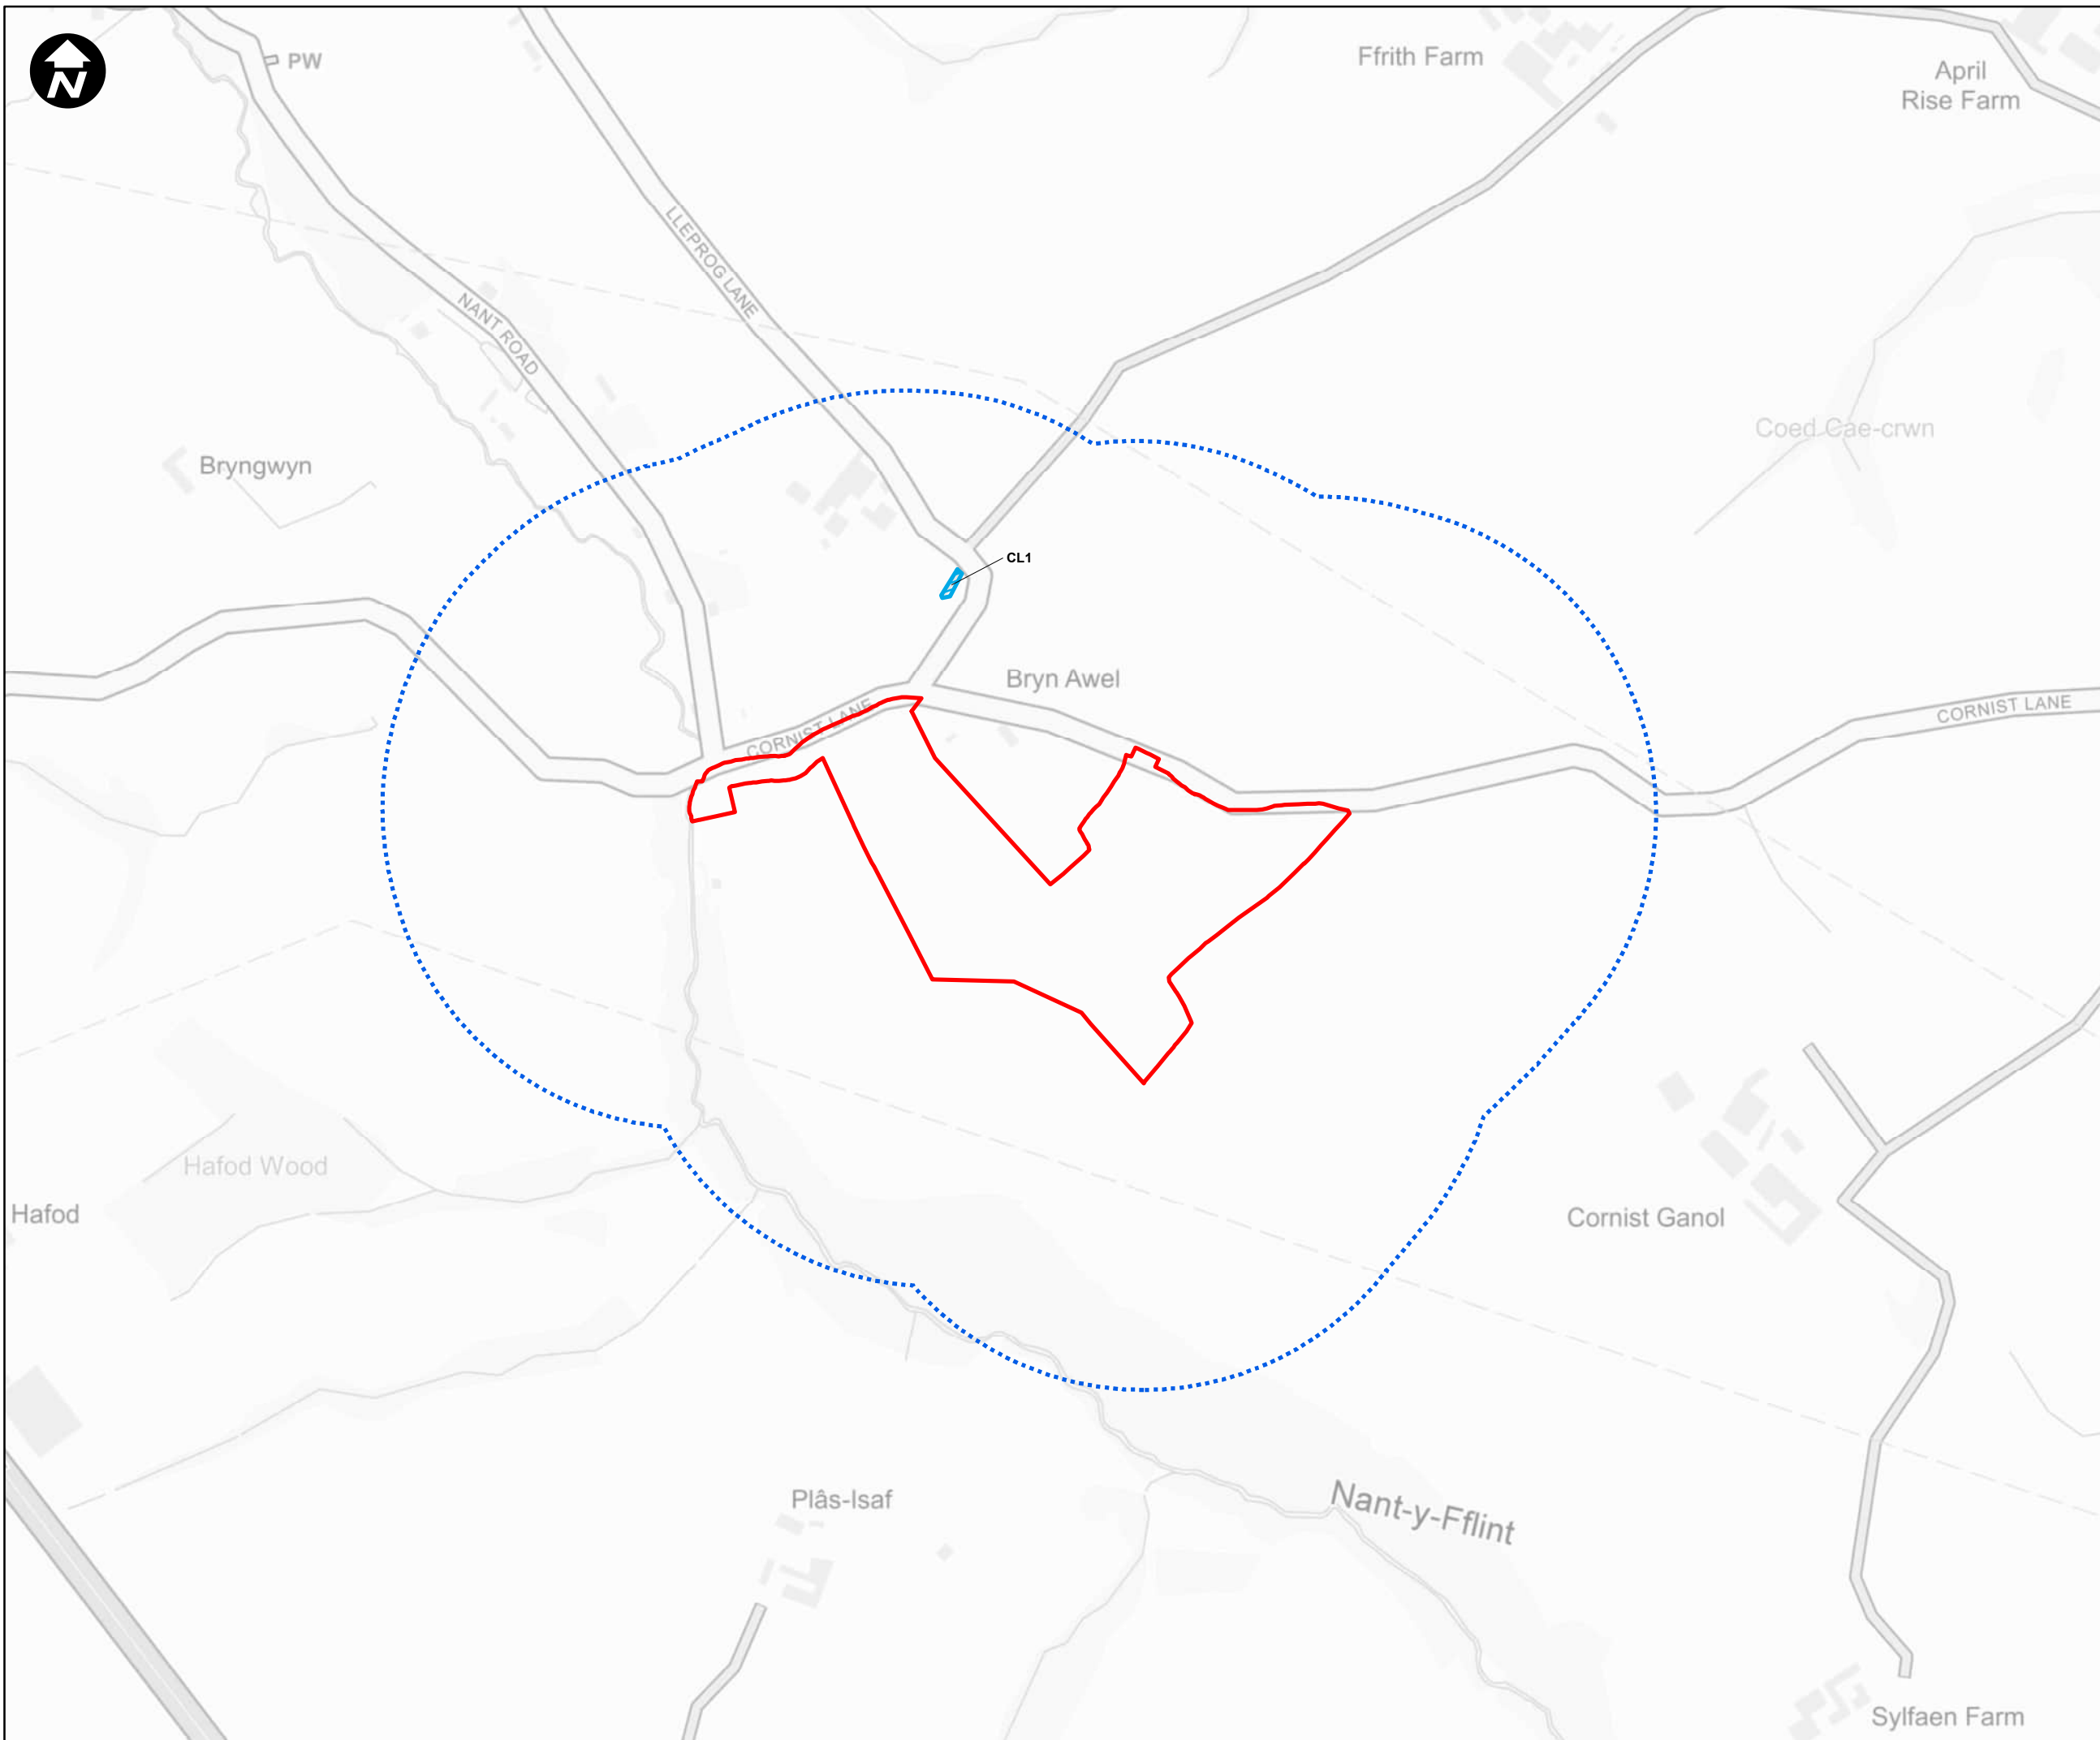 N
PW
Ffrith Farm
April
Rise Farm
LLEPROG LANE
NANT ROAD
Coed Cae-crwn
Bryngwyn
CL1
Bryn Awel
CORNIST LANE
CORNIST LANE
Hafod Wood
Hafod
Cornist Ganol
Plâs-Isaf
Nant-y-Fflint
Sylfaen Farm